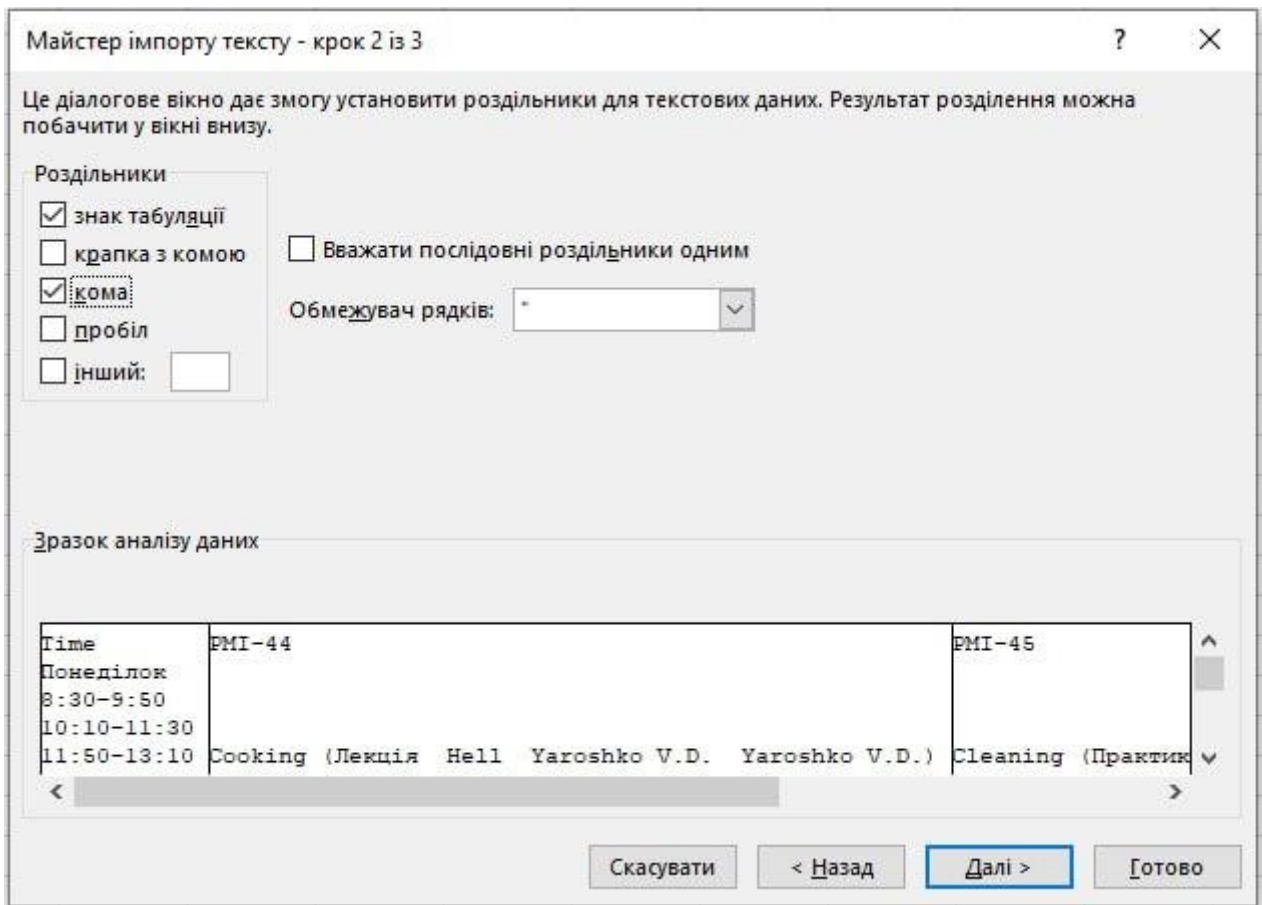 Майстер імпорту тексту - крок 2 із 3 ?
Це діалогове вікно дає змогу установити роздільники для текстових даних. Результат розділення можна
побачити у вікні внизу.
Роздільники
знак табуляції
крапка з комою
кома
пробіл
інший:
Вважати послідовні роздільники одним
Обмежувач рядків: "
Зразок аналізу даних
Time PMI-44 PMI-45
Понеділок
8:30-9:50
10:10-11:30
11:50-13:10 Cooking (Лекція Hell Yaroshko V.D. Yaroshko V.D.) Cleaning (Практик
Скасувати < Назад Далі > Готово